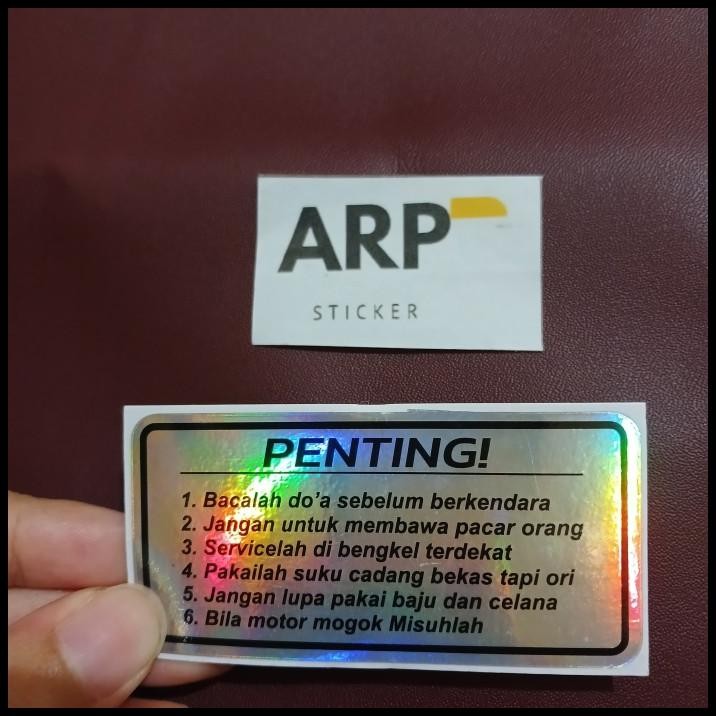 ARP
STICKER
PENTING!
1. Bacalah do'a sebelum berkendara
2. Jangan untuk membawa pacar orang
3. Servicelah di bengkel terdekat
4. Pakailah suku cadang bekas tapi ori
5. Jangan lupa pakai baju dan celana
6. Bila motor mogok Misuhlah